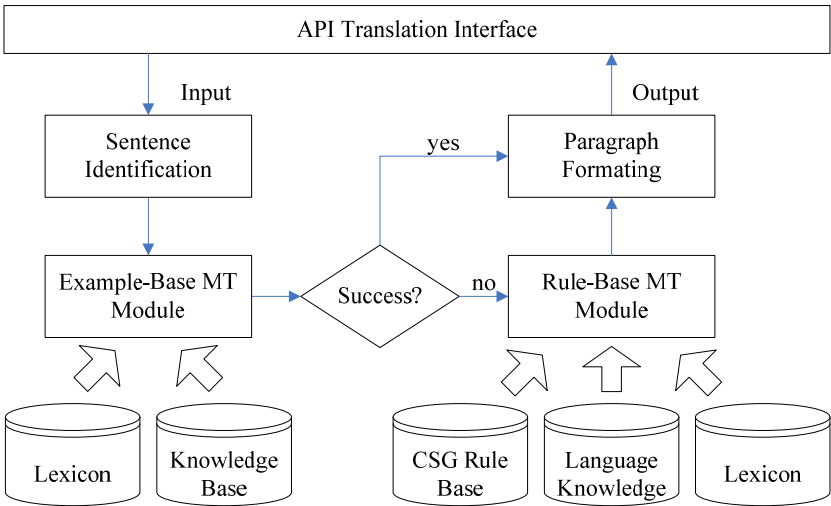 API Translation Interface
Input
Output
Sentence
Identification
yes
Paragraph
Formating
Example-Base MT
Module
Success?
no
Rule-Base MT
Module
Lexicon
Knowledge
Base
CSG Rule
Base
Language
Knowledge
Lexicon